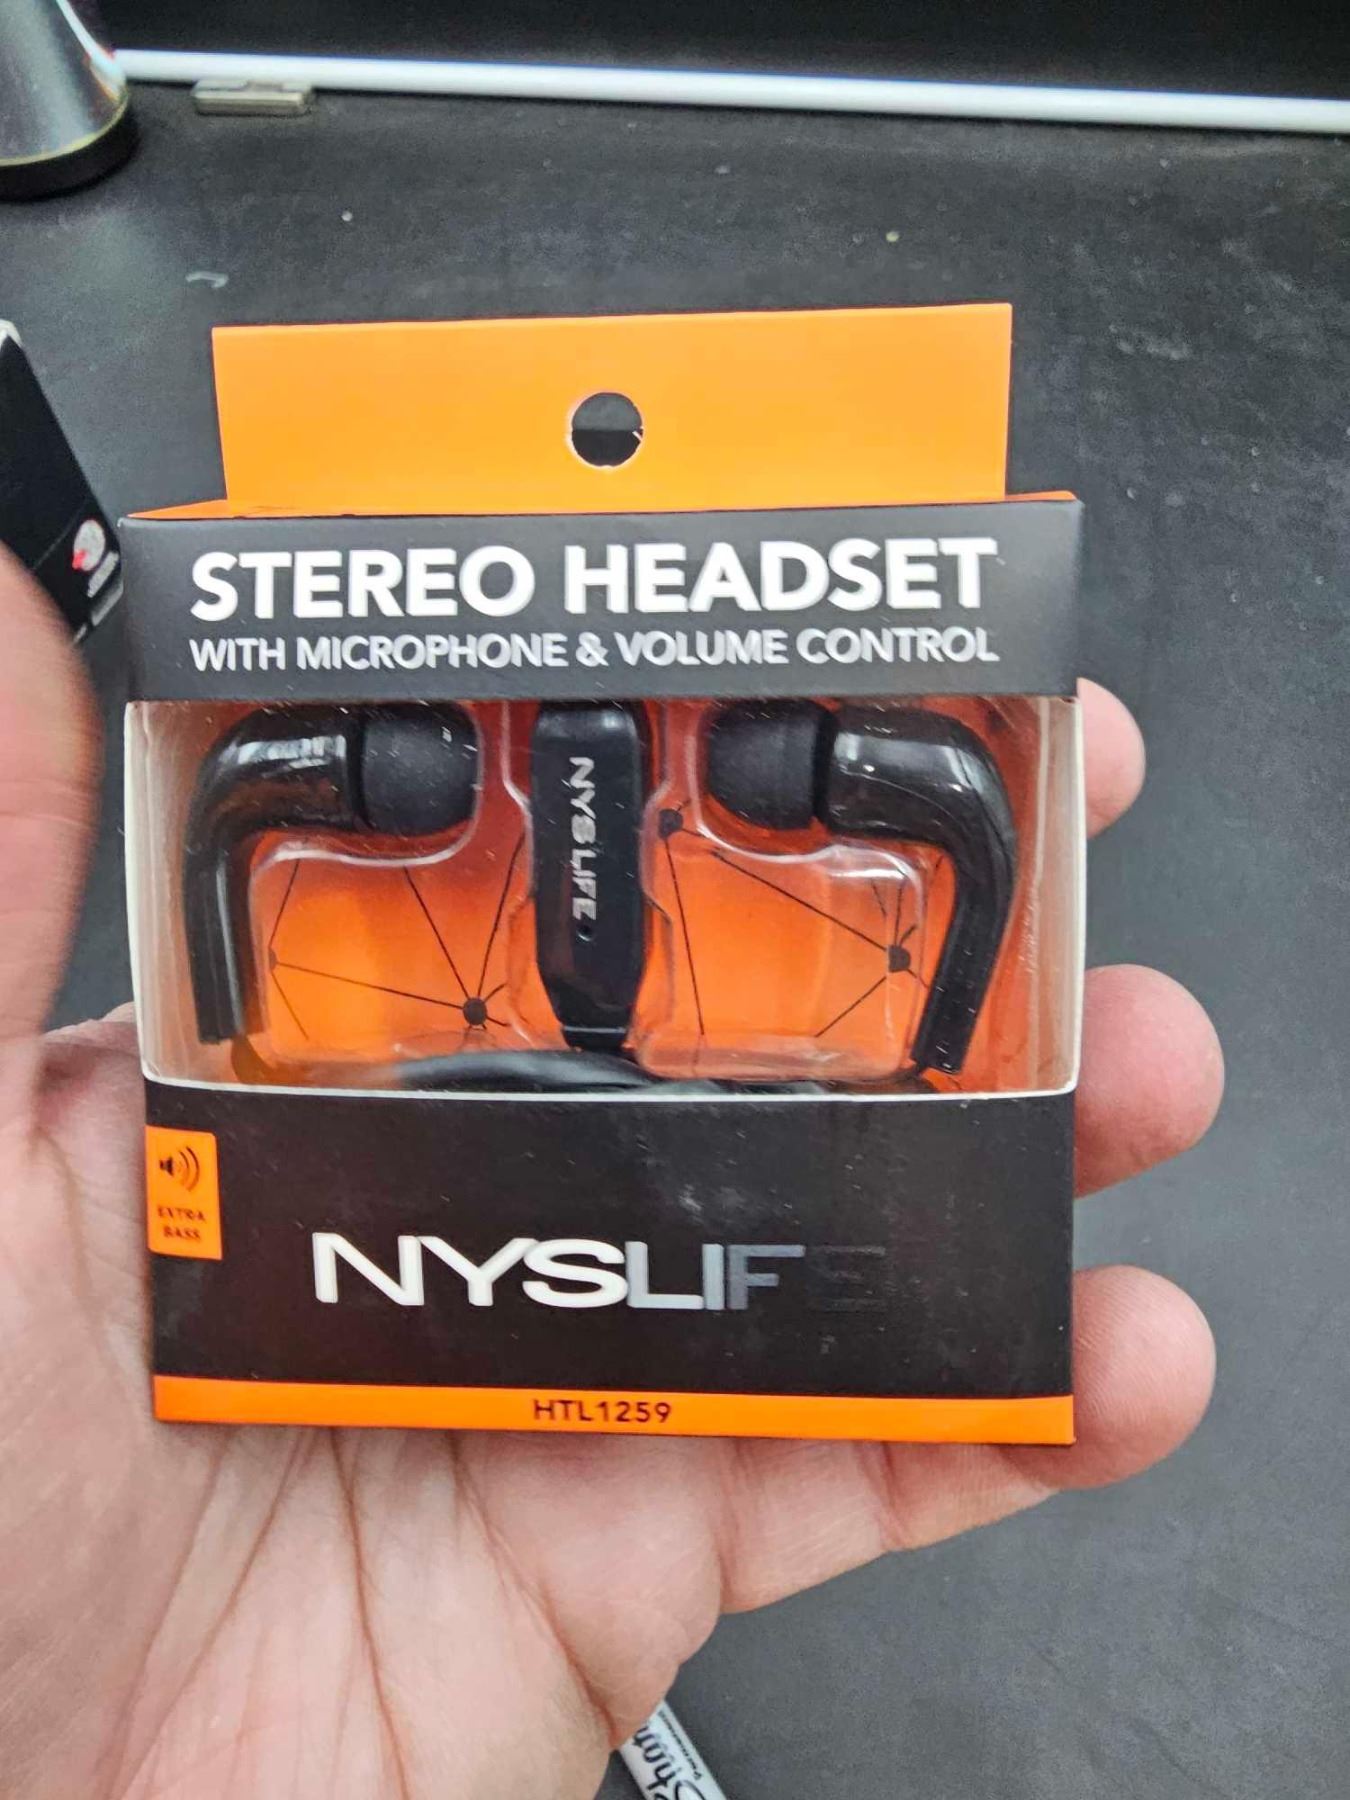 STEREO HEADSET
WITH MICROPHONE & VOLUME CONTROL
NYSLIFE
EXTRA
BASS
NYSLIFE
HTL1259